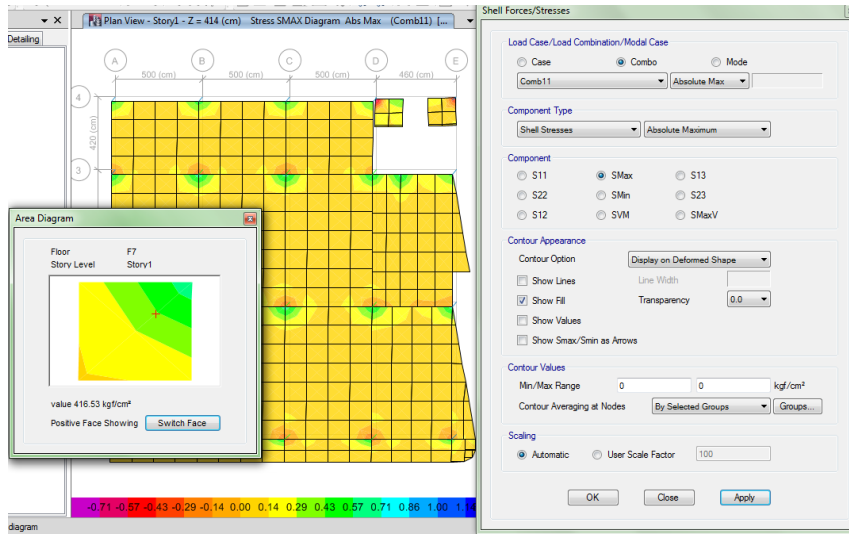 Plan View - Story1 - Z = 414 (cm) Stress SMAX Diagram Abs Max (Comb11) [...
Detailing
A B C D E
500 (cm) 500 (cm) 500 (cm) 460 (cm)
4
420 (cm)
3
Area Diagram
Floor F7
Story Level Story1
value 416.53 kgf/cm²
Positive Face Showing Switch Face
-0.71 -0.57 -0.43 -0.29 -0.14 0.00 0.14 0.29 0.43 0.57 0.71 0.86 1.00
diagram
Shell Forces/Stresses
Load Case/Load Combination/Modal Case
Case Combo Mode
Comb11 Absolute Max
Component Type
Shell Stresses Absolute Maximum
Component
S11 SMax S13
S22 SMin S23
S12 SVM SMaxV
Contour Appearance
Contour Option Display on Deformed Shape
Show Lines Line Width
Show Fill Transparency 0.0
Show Values
Show Smax/Smin as Arrows
Contour Values
Min/Max Range 0 0 kgf/cm²
Contour Averaging at Nodes By Selected Groups Groups...
Scaling
Automatic User Scale Factor 100
OK Close Apply